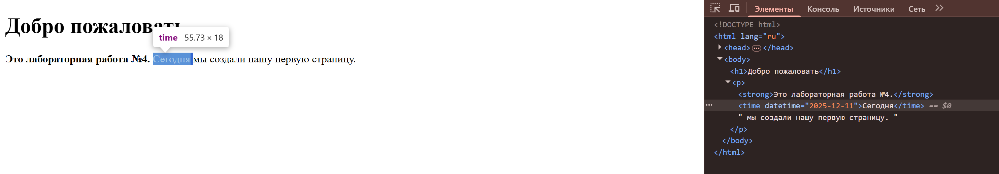 Добро пожаловать
time 55.73 × 18
Это лабораторная работа №4. Сегодня мы создали нашу первую страницу.
Элементы Консоль Источники Сеть
<!DOCTYPE html>
<html lang="ru">
<head>…</head>
<body>
<h1>Добро пожаловать</h1>
<p>
<strong>Это лабораторная работа №4.</strong>
<time datetime="2025-12-11">Сегодня</time> == $0
" мы создали нашу первую страницу. "
</p>
</body>
</html>